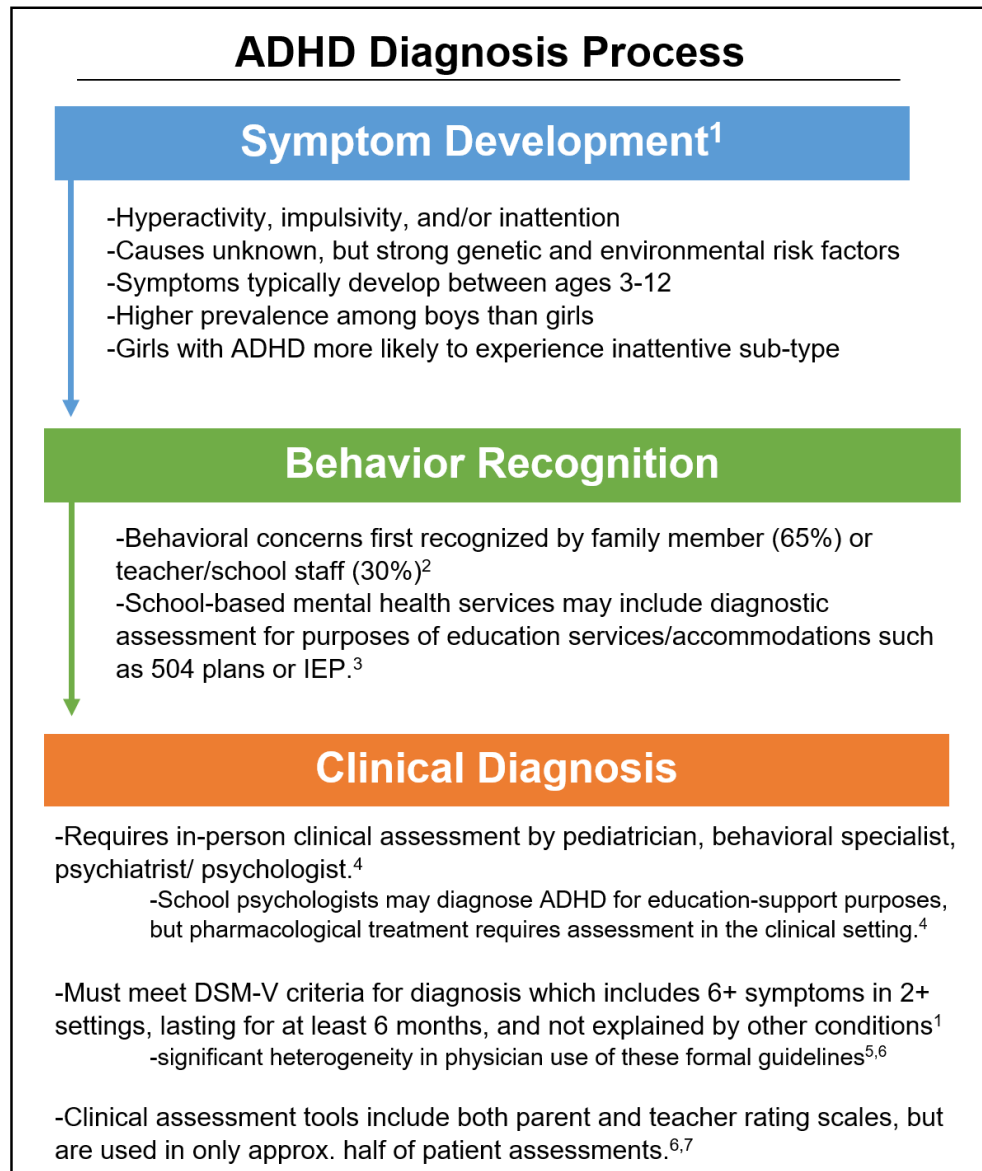 ADHD Diagnosis Process
Symptom Development¹
-Hyperactivity, impulsivity, and/or inattention
-Causes unknown, but strong genetic and environmental risk factors
-Symptoms typically develop between ages 3-12
-Higher prevalence among boys than girls
-Girls with ADHD more likely to experience inattentive sub-type
Behavior Recognition
-Behavioral concerns first recognized by family member (65%) or
teacher/school staff (30%)²
-School-based mental health services may include diagnostic
assessment for purposes of education services/accommodations such
as 504 plans or IEP.³
Clinical Diagnosis
-Requires in-person clinical assessment by pediatrician, behavioral specialist,
psychiatrist/ psychologist.⁴
-School psychologists may diagnose ADHD for education-support purposes,
but pharmacological treatment requires assessment in the clinical setting.⁴
-Must meet DSM-V criteria for diagnosis which includes 6+ symptoms in 2+
settings, lasting for at least 6 months, and not explained by other conditions¹
-significant heterogeneity in physician use of these formal guidelines⁵,⁶
-Clinical assessment tools include both parent and teacher rating scales, but
are used in only approx. half of patient assessments.⁶,⁷